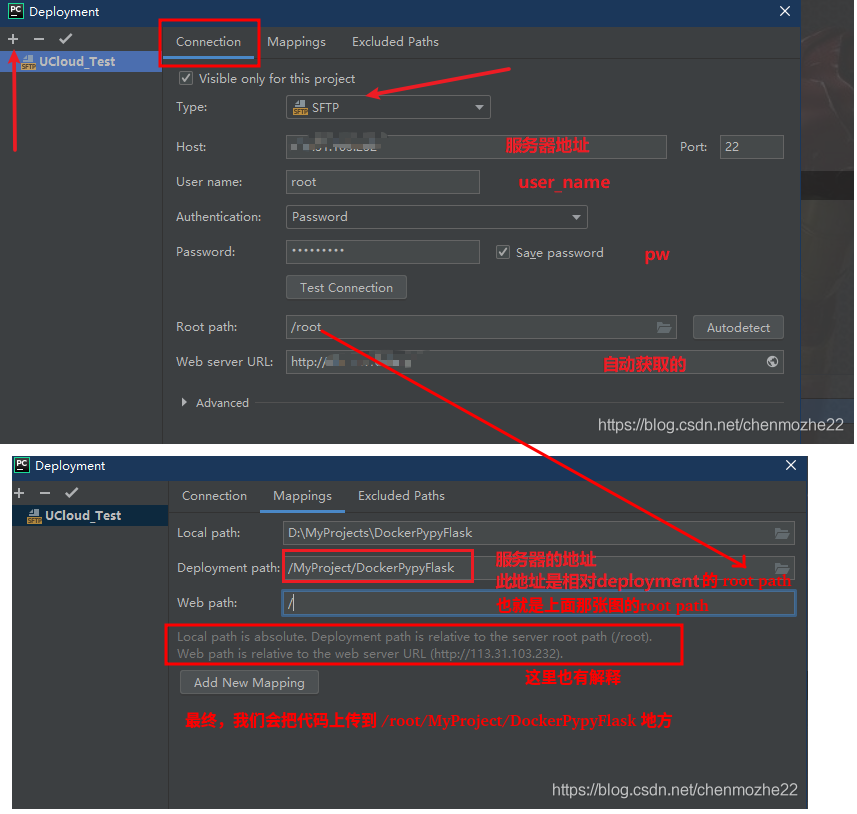 Deployment
Connection Mappings Excluded Paths
UCloud_Test
Visible only for this project
Type: SFTP
Host: 服务器地址 Port: 22
User name: root user_name
Authentication: Password
Password: ••••••••• Save password pw
Test Connection
Root path: /root Autodetect
Web server URL: http:// 自动获取的
Advanced
https://blog.csdn.net/chenmozhe22
Deployment
Connection Mappings Excluded Paths
UCloud_Test
Local path: D:\MyProjects\DockerPypyFlask
Deployment path: /MyProject/DockerPypyFlask 服务器的地址
此地址是相对deployment的 root path
Web path: / 也就是上面那张图的root path
Local path is absolute. Deployment path is relative to the server root path (/root).
Web path is relative to the web server URL (http://113.31.103.232).
这里也有解释
Add New Mapping
最终，我们会把代码上传到 /root/MyProject/DockerPypyFlask 地方
https://blog.csdn.net/chenmozhe22